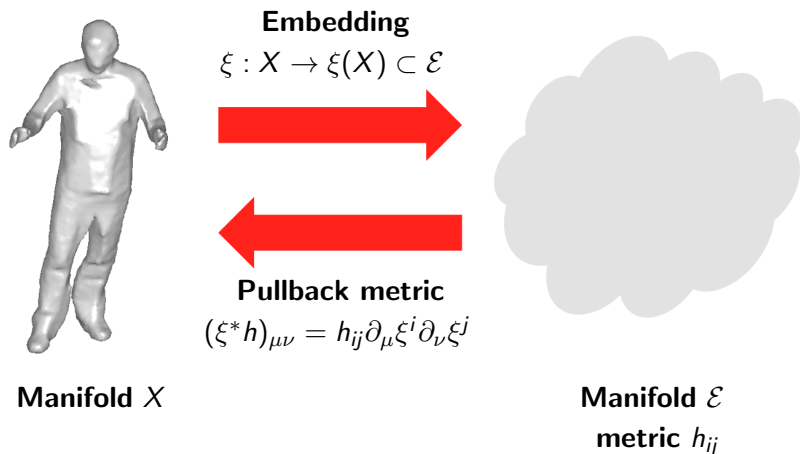 Embedding
ξ : X → ξ(X) ⊂ ℰ
Pullback metric
(ξ*h)μν = hij∂μξⁱ∂νξʲ
Manifold X
Manifold ℰ
metric hij